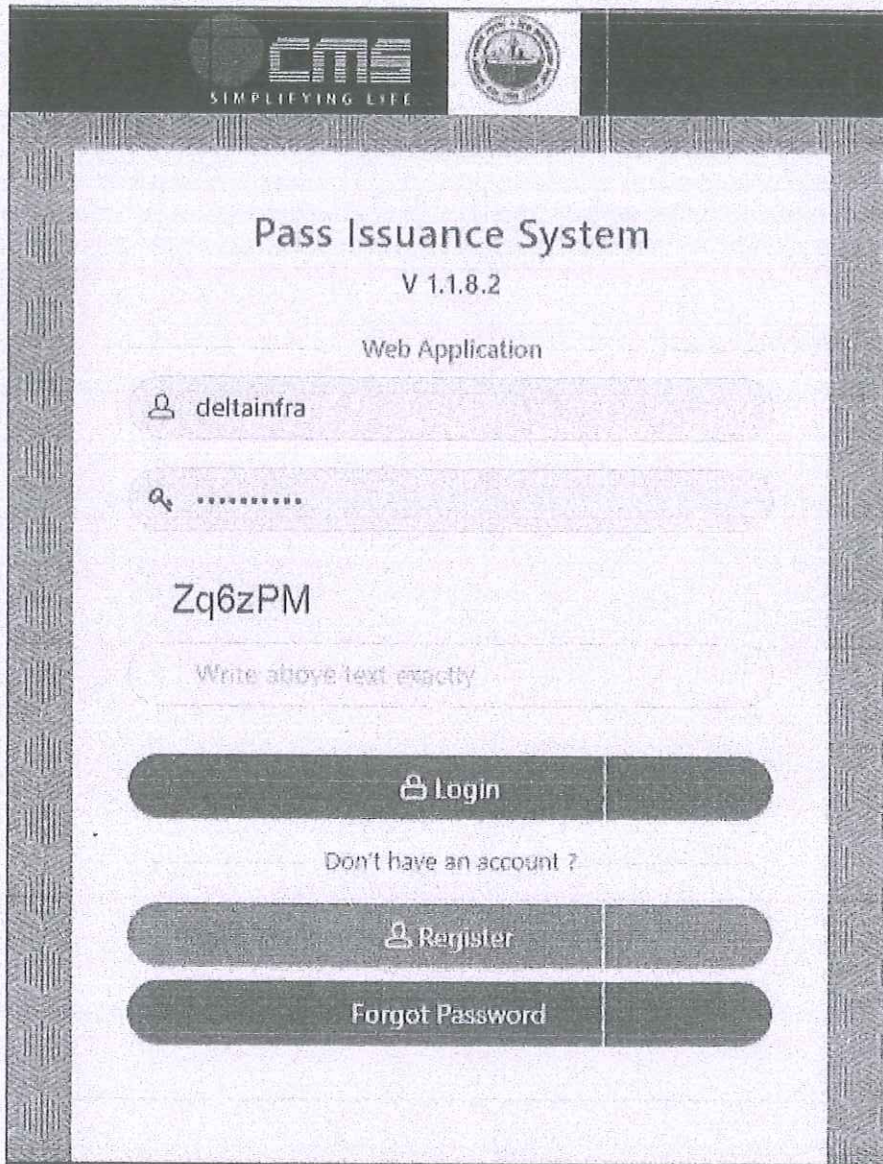 CMS
SIMPLIFYING LIFE
Pass Issuance System
V 1.1.8.2
Web Application
deltainfra
••••••••••
Zq6zPM
Write above text exactly
Login
Don't have an account ?
Register
Forgot Password